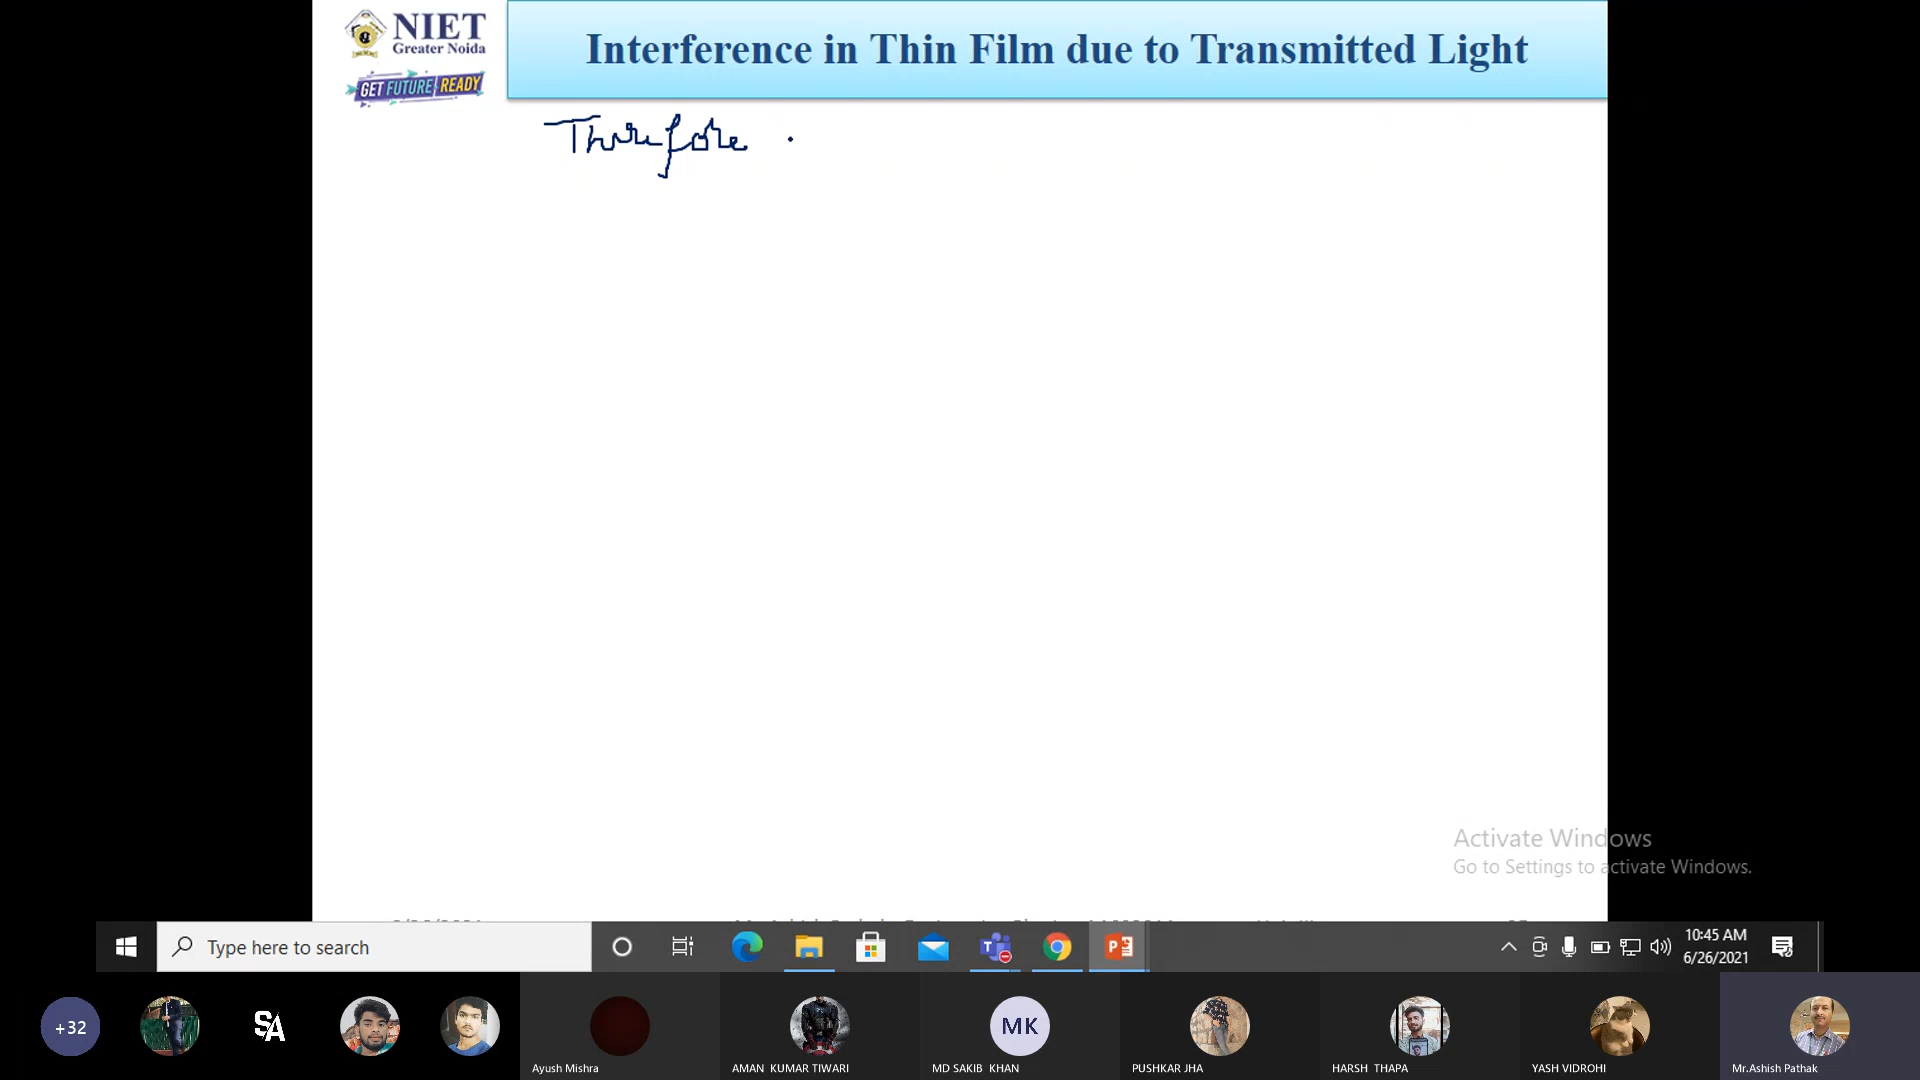 NIET
Greater Noida
GET FUTURE READY
Interference in Thin Film due to Transmitted Light
Therefore
Activate Windows
Go to Settings to activate Windows.
Type here to search
10:45 AM
6/26/2021
+32
SA
MK
Ayush Mishra
AMAN KUMAR TIWARI
MD SAKIB KHAN
PUSHKAR JHA
HARSH THAPA
YASH VIDROHI
Mr.Ashish Pathak